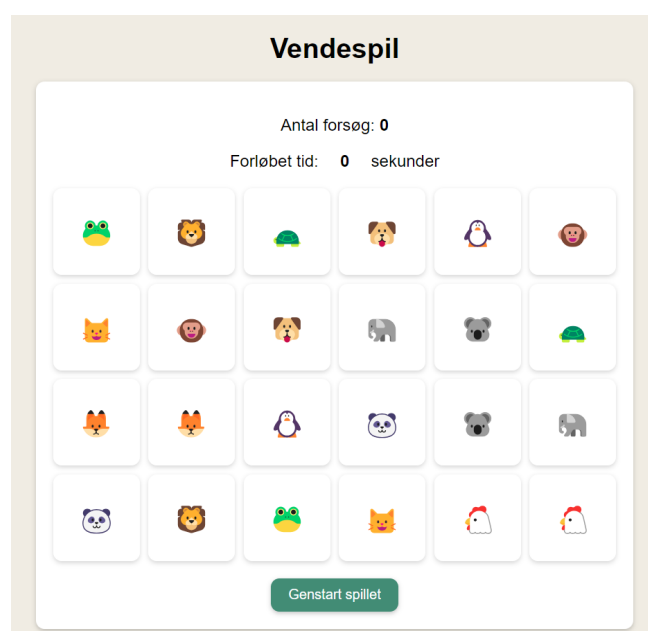 Vendespil
Antal forsøg: 0
Forløbet tid: 0 sekunder
Genstart spillet